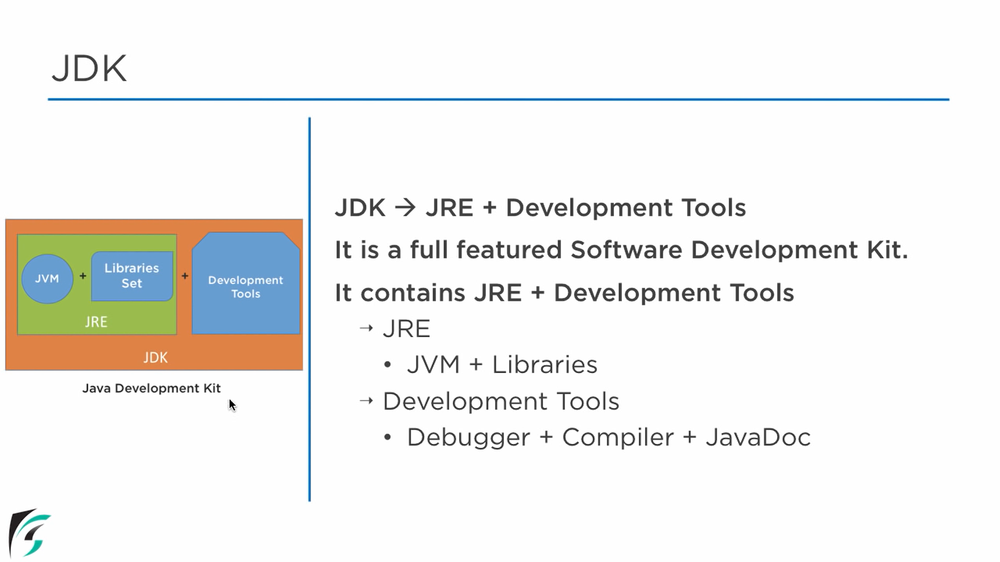 JDK
JVM
+
Libraries
Set
+
Development
Tools
JRE
JDK
Java Development Kit
JDK → JRE + Development Tools
It is a full featured Software Development Kit.
It contains JRE + Development Tools
→ JRE
• JVM + Libraries
→ Development Tools
• Debugger + Compiler + JavaDoc